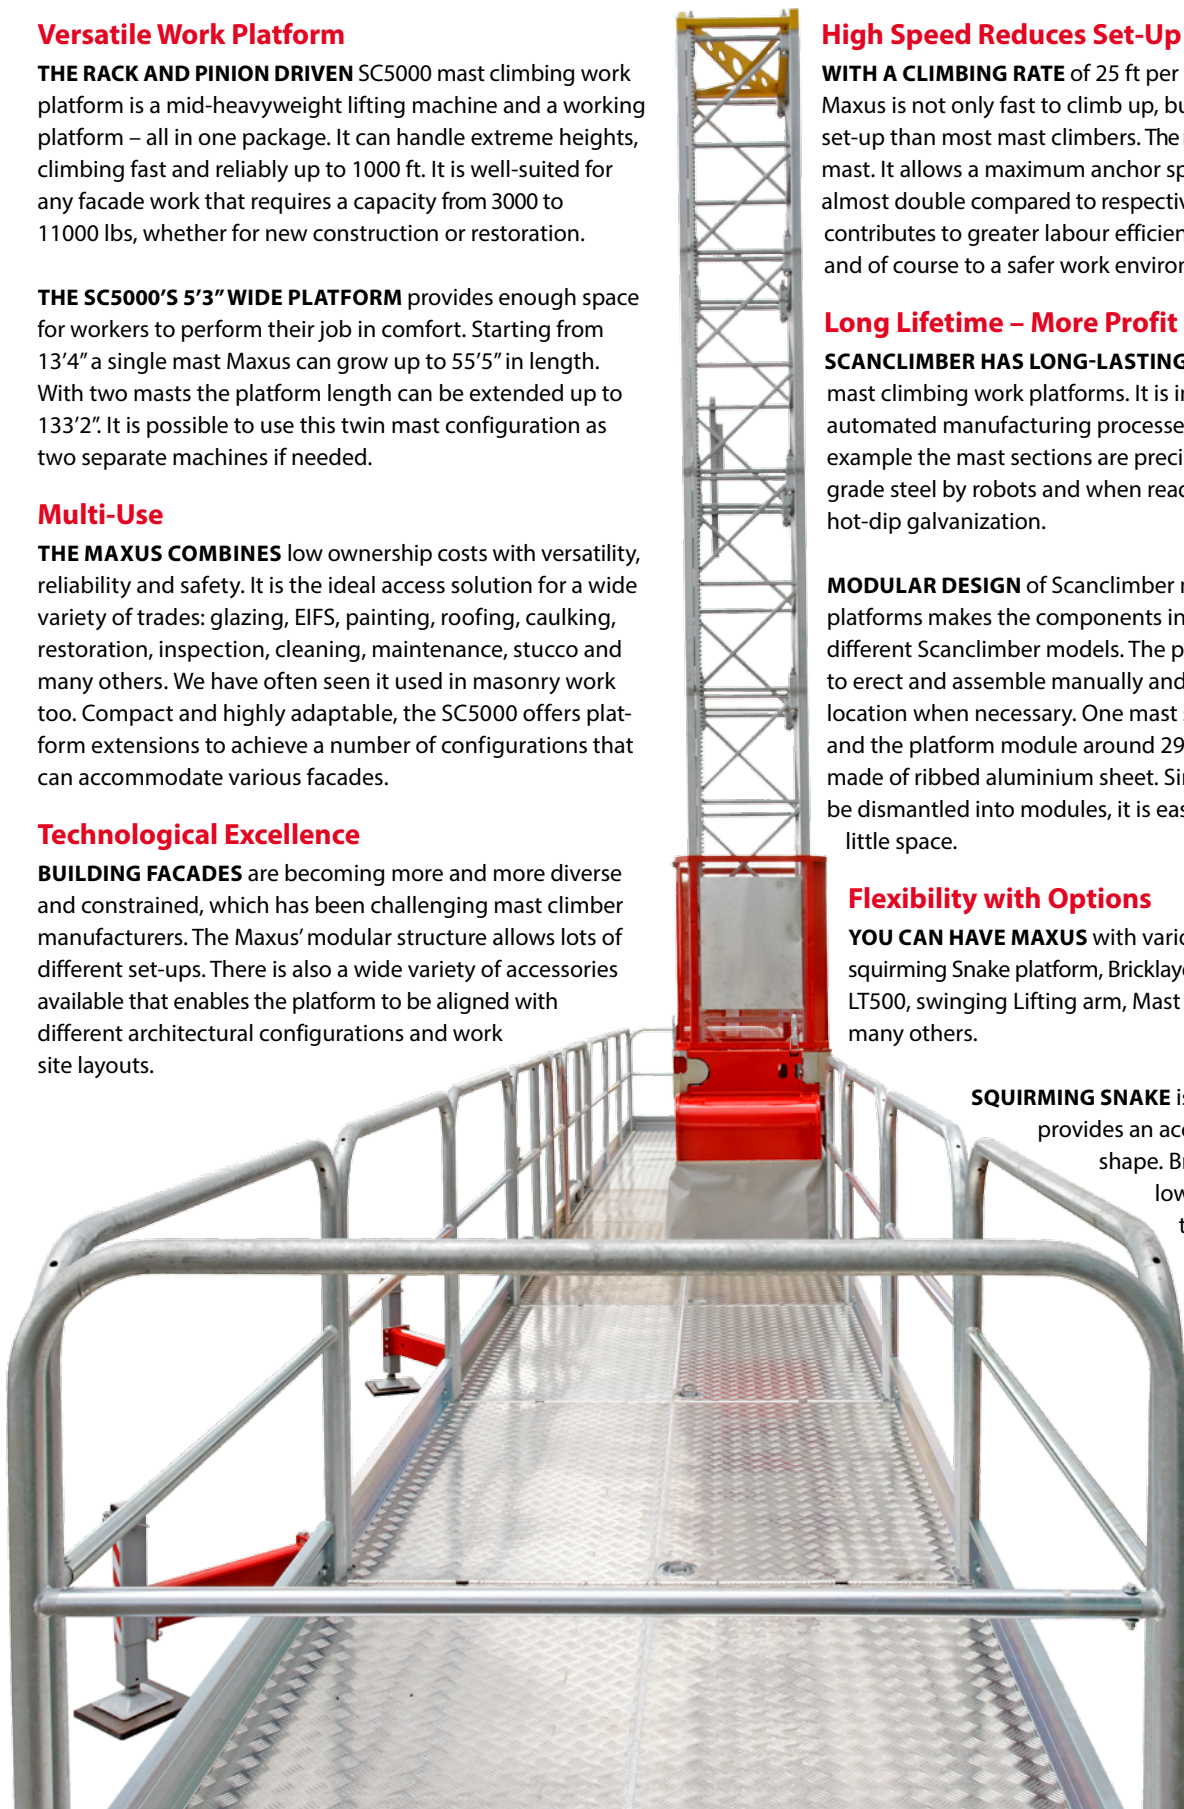 Versatile Work Platform
THE RACK AND PINION DRIVEN SC5000 mast climbing work
platform is a mid-heavyweight lifting machine and a working
platform – all in one package. It can handle extreme heights,
climbing fast and reliably up to 1000 ft. It is well-suited for
any facade work that requires a capacity from 3000 to
11000 lbs, whether for new construction or restoration.
THE SC5000'S 5'3” WIDE PLATFORM provides enough space
for workers to perform their job in comfort. Starting from
13'4” a single mast Maxus can grow up to 55'5” in length.
With two masts the platform length can be extended up to
133'2”. It is possible to use this twin mast configuration as
two separate machines if needed.
Multi-Use
THE MAXUS COMBINES low ownership costs with versatility,
reliability and safety. It is the ideal access solution for a wide
variety of trades: glazing, EIFS, painting, roofing, caulking,
restoration, inspection, cleaning, maintenance, stucco and
many others. We have often seen it used in masonry work
too. Compact and highly adaptable, the SC5000 offers plat-
form extensions to achieve a number of configurations that
can accommodate various facades.
Technological Excellence
BUILDING FACADES are becoming more and more diverse
and constrained, which has been challenging mast climber
manufacturers. The Maxus' modular structure allows lots of
different set-ups. There is also a wide variety of accessories
available that enables the platform to be aligned with
different architectural configurations and work
site layouts.
High Speed Reduces Set-Up
WITH A CLIMBING RATE of 25 ft per
Maxus is not only fast to climb up, bu
set-up than most mast climbers. The
mast. It allows a maximum anchor sp
almost double compared to respectiv
contributes to greater labour efficien
and of course to a safer work environ
Long Lifetime – More Profit
SCANCLIMBER HAS LONG-LASTING
mast climbing work platforms. It is in
automated manufacturing processe
example the mast sections are preci
grade steel by robots and when read
hot-dip galvanization.
MODULAR DESIGN of Scanclimber
platforms makes the components in
different Scanclimber models. The p
to erect and assemble manually and
location when necessary. One mast
and the platform module around 29
made of ribbed aluminium sheet. Sin
be dismantled into modules, it is eas
little space.
Flexibility with Options
YOU CAN HAVE MAXUS with vario
squirming Snake platform, Bricklaye
LT500, swinging Lifting arm, Mast
many others.
SQUIRMING SNAKE is
provides an acc
shape. B
low
t